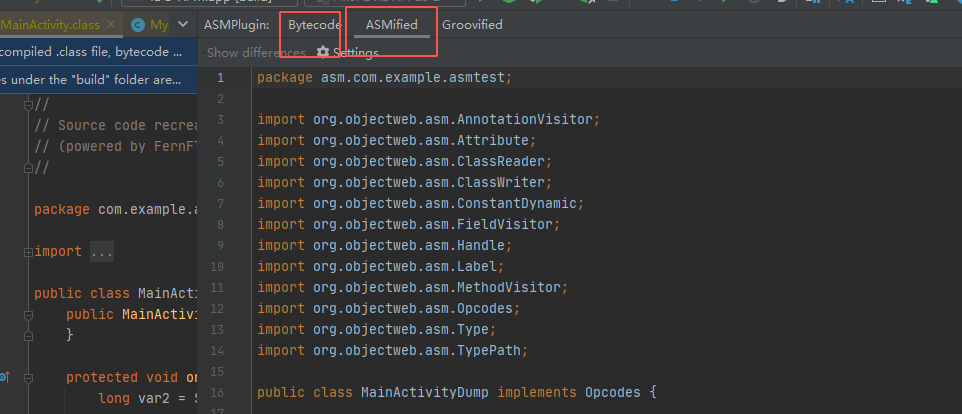 MainActivity.class
My
ASMPlugin: Bytecode ASMified Groovified
Show differences Settings
compiled .class file, bytecode ...
es under the "build" folder are...
//
// Source code recrea
// (powered by FernF
//
package com.example.a
import ...
public class MainActi
public MainActivi
}
protected void on
long var2 = S
1 package asm.com.example.asmtest;
2
3 import org.objectweb.asm.AnnotationVisitor;
4 import org.objectweb.asm.Attribute;
5 import org.objectweb.asm.ClassReader;
6 import org.objectweb.asm.ClassWriter;
7 import org.objectweb.asm.ConstantDynamic;
8 import org.objectweb.asm.FieldVisitor;
9 import org.objectweb.asm.Handle;
10 import org.objectweb.asm.Label;
11 import org.objectweb.asm.MethodVisitor;
12 import org.objectweb.asm.Opcodes;
13 import org.objectweb.asm.Type;
14 import org.objectweb.asm.TypePath;
15
16 public class MainActivityDump implements Opcodes {
17